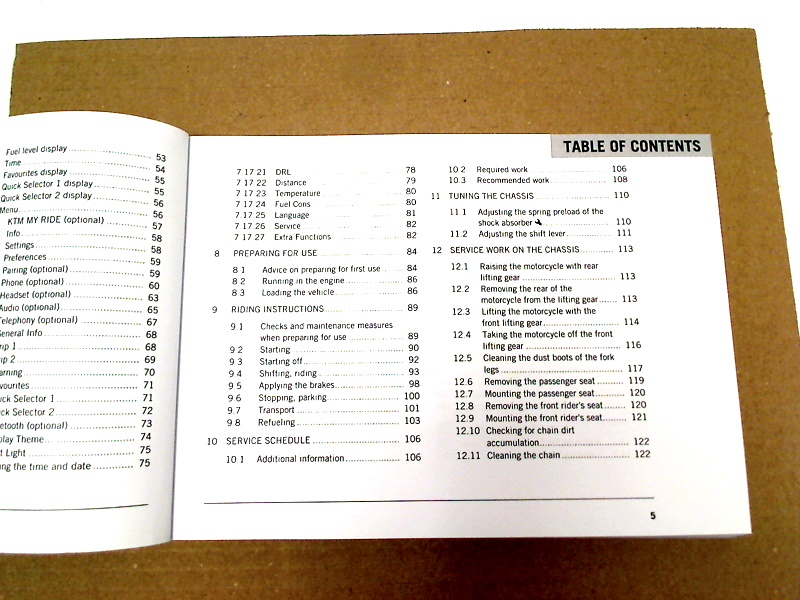 Fuel level display 53
Time 54
Favourites display 55
Quick Selector 1 display 55
Quick Selector 2 display 56
Menu 56
KTM MY RIDE (optional) 57
Info 58
Settings 58
Preferences 59
Pairing (optional) 59
Phone (optional) 60
Headset (optional) 63
Audio (optional) 65
Telephony (optional) 67
General Info 68
rip 1 68
rip 2 69
arning 70
vourites 71
ck Selector 1 71
ck Selector 2 72
etooth (optional) 73
play Theme 74
t Light 75
ng the time and date 75
TABLE OF CONTENTS
7 17 21 DRL 78
7 17 22 Distance 79
7 17 23 Temperature 80
7 17 24 Fuel Cons 80
7 17 25 Language 81
7 17 26 Service 82
7 17 27 Extra Functions 82
8 PREPARING FOR USE 84
8 1 Advice on preparing for first use 84
8 2 Running in the engine 86
8 3 Loading the vehicle 86
9 RIDING INSTRUCTIONS 89
9 1 Checks and maintenance measures
when preparing for use 89
9 2 Starting 90
9 3 Starting off 92
9 4 Shifting, riding 93
9 5 Applying the brakes 98
9.6 Stopping, parking 100
9.7 Transport 101
9.8 Refueling 103
10 SERVICE SCHEDULE 106
10.1 Additional information 106
10 2 Required work 106
10.3 Recommended work 108
11 TUNING THE CHASSIS 110
11.1 Adjusting the spring preload of the
shock absorber 110
11.2 Adjusting the shift lever 111
12 SERVICE WORK ON THE CHASSIS 113
12.1 Raising the motorcycle with rear
lifting gear 113
12.2 Removing the rear of the
motorcycle from the lifting gear 113
12.3 Lifting the motorcycle with the
front lifting gear 114
12.4 Taking the motorcycle off the front
lifting gear 116
12.5 Cleaning the dust boots of the fork
legs 117
12.6 Removing the passenger seat 119
12.7 Mounting the passenger seat 120
12.8 Removing the front rider's seat 120
12.9 Mounting the front rider's seat 121
12.10 Checking for chain dirt
accumulation 122
12.11 Cleaning the chain 122
5